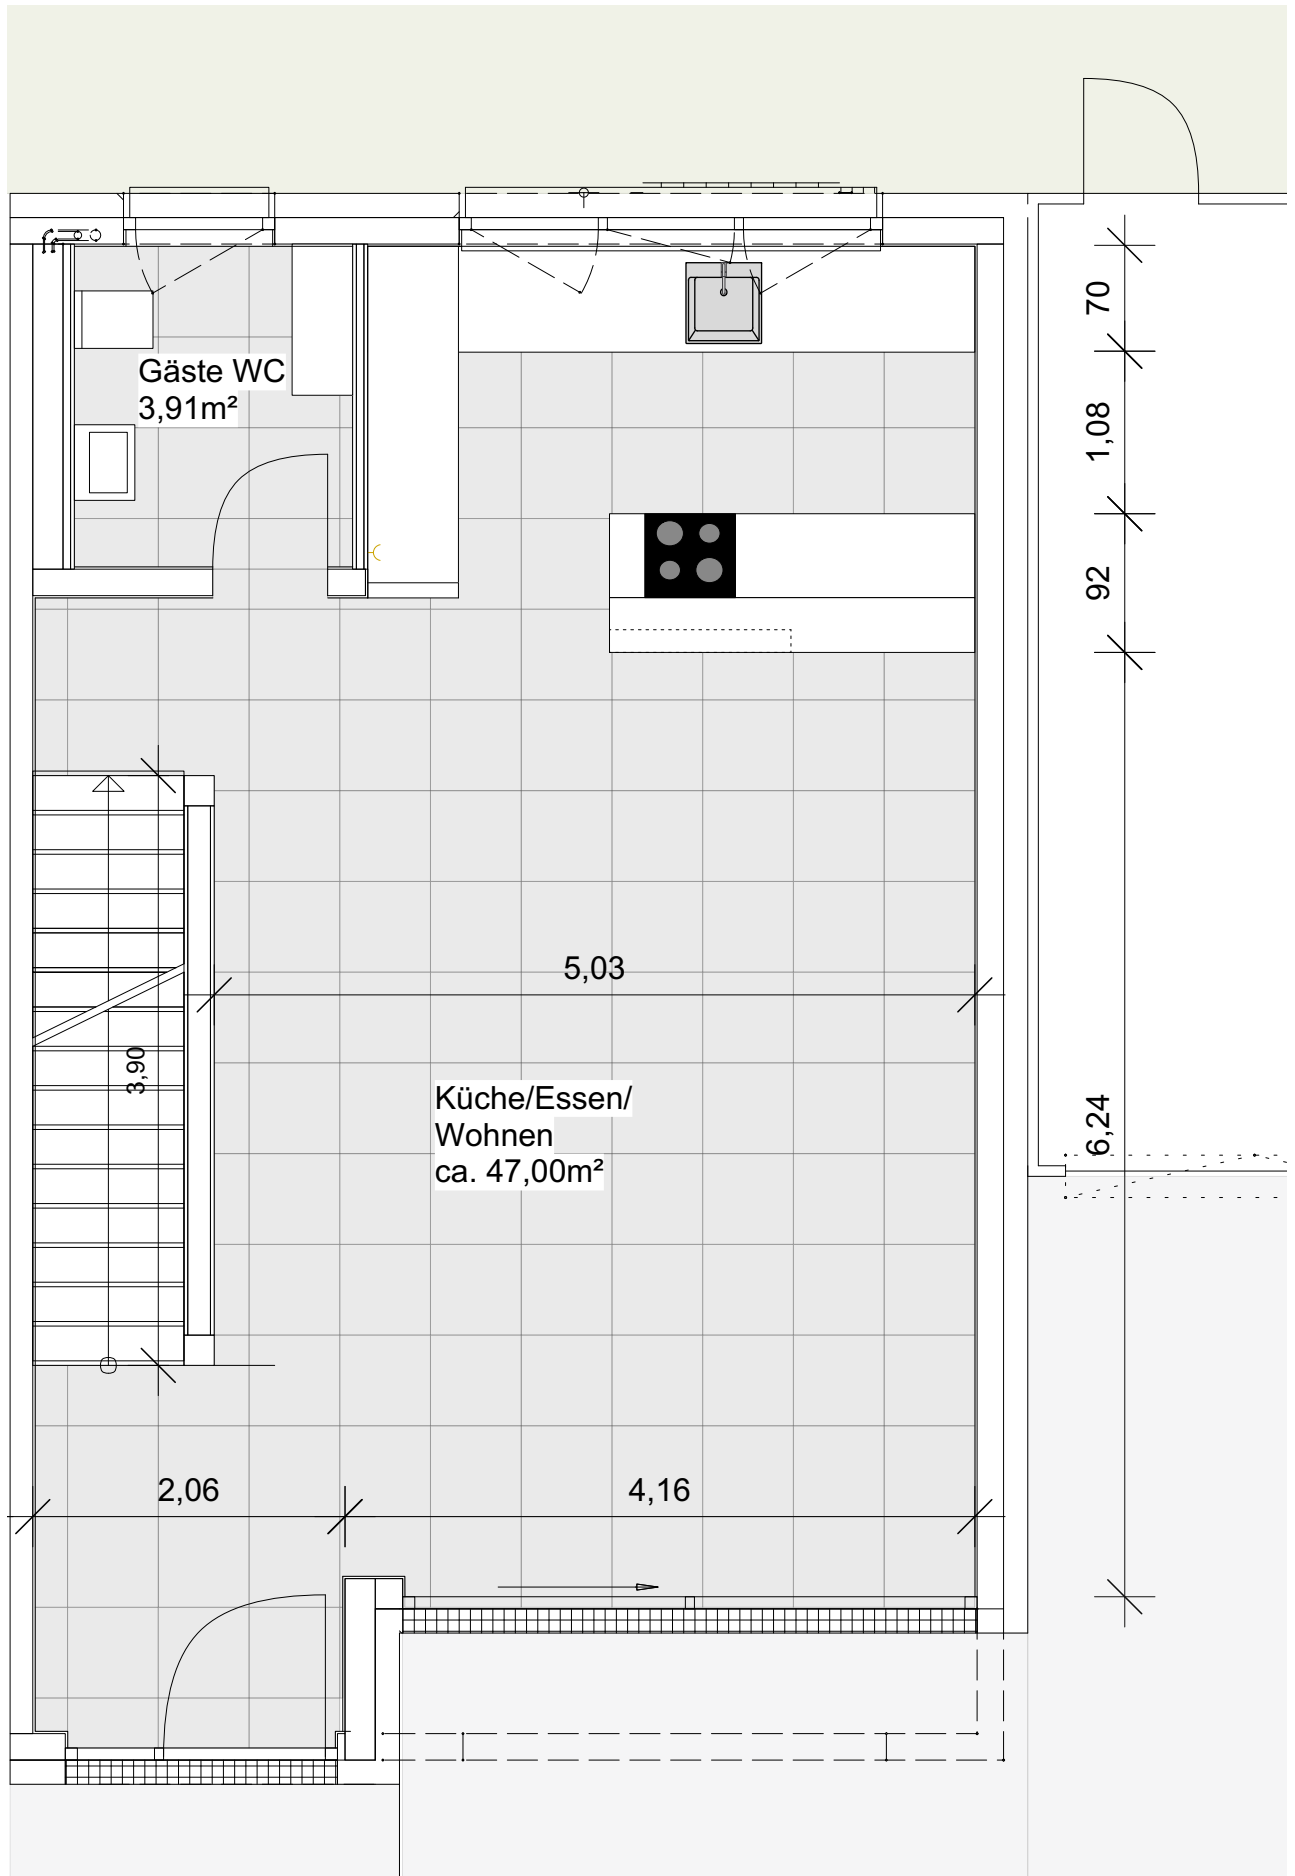 70
Gäste WC
3,91m²
1,08
92
5,03
3,90
Küche/Essen/
Wohnen
ca. 47,00m²
6,24
2,06
4,16